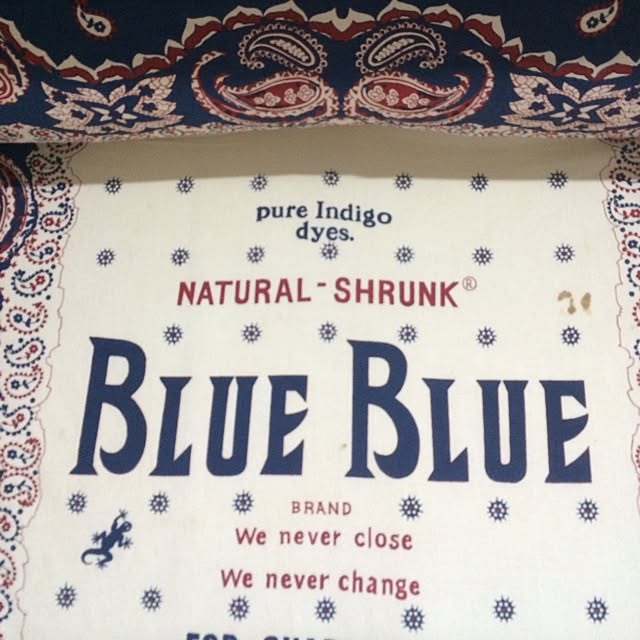 pure Indigo
dyes.
NATURAL-SHRUNK®
BLUE BLUE
BRAND
We never close
We never change